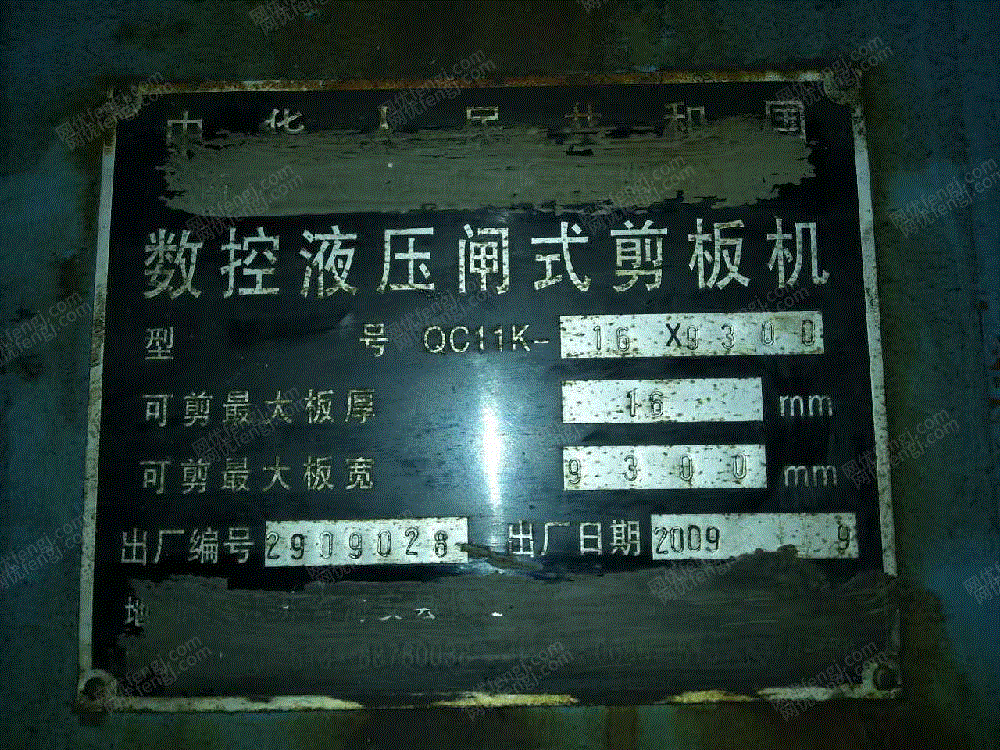 中华人民共和国
数控液压闸式剪板机
型 号 QC11K- 16 X9300
可剪最大板厚 16 mm
可剪最大板宽 9300 mm
出厂编号 2909028 出厂日期 2009 9
地